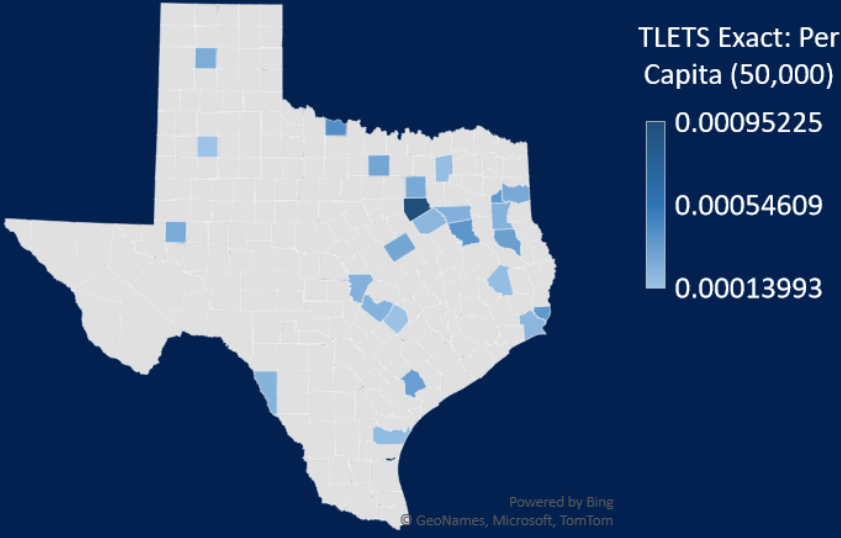 TLETS Exact: Per
Capita (50,000)
0.00095225
0.00054609
0.00013993
Powered by Bing
© GeoNames, Microsoft, TomTom